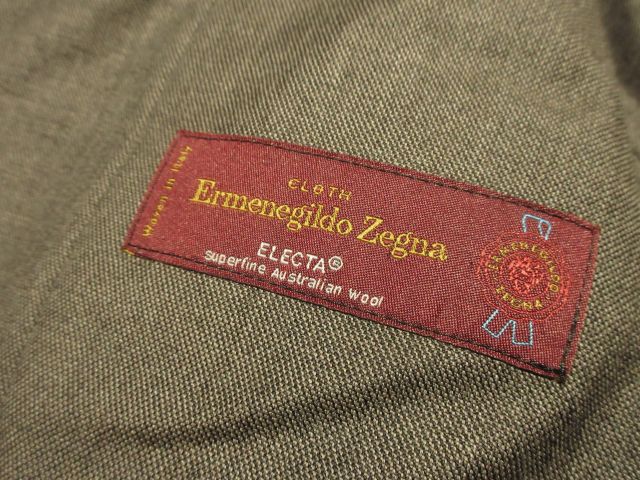 Woven in Italy
CLOTH
Ermenegildo Zegna
ELECTA®
Superfine Australian Wool
E
ERMENEGILDO
ZEGNA